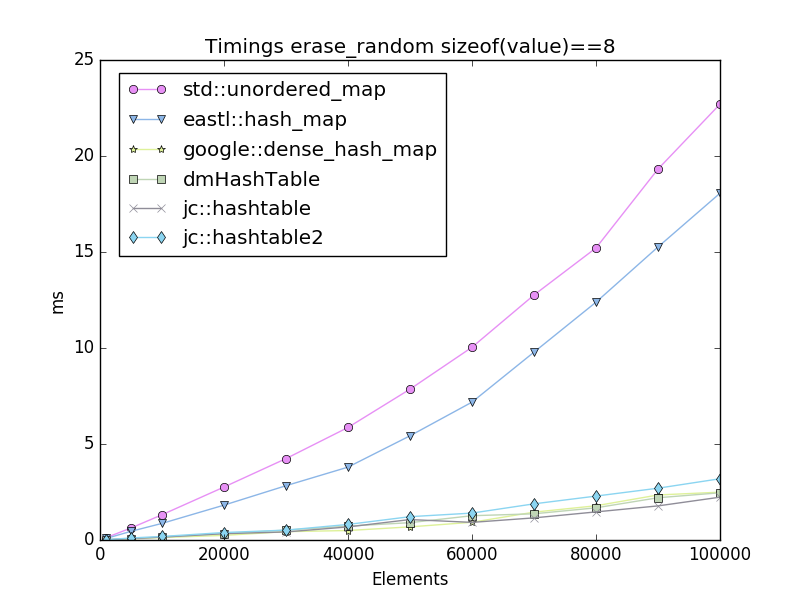 Timings erase_random sizeof(value)==8
25
20
15
10
5
0
ms
std::unordered_map
eastl::hash_map
google::dense_hash_map
dmHashTable
jc::hashtable
jc::hashtable2
0 20000 40000 60000 80000 100000
Elements